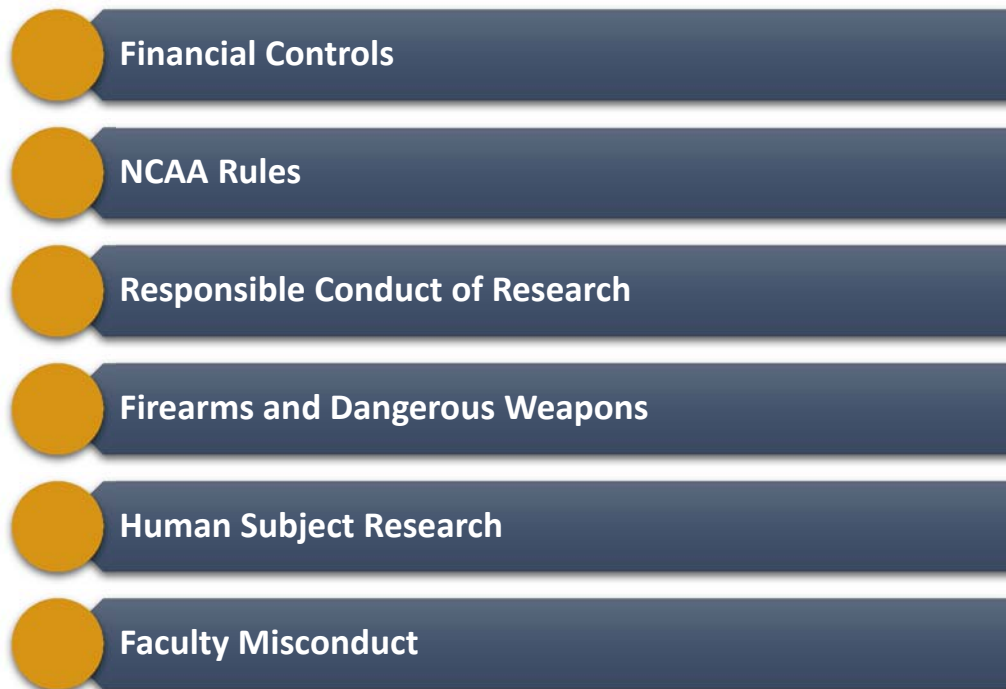 Financial Controls
NCAA Rules
Responsible Conduct of Research
Firearms and Dangerous Weapons
Human Subject Research
Faculty Misconduct